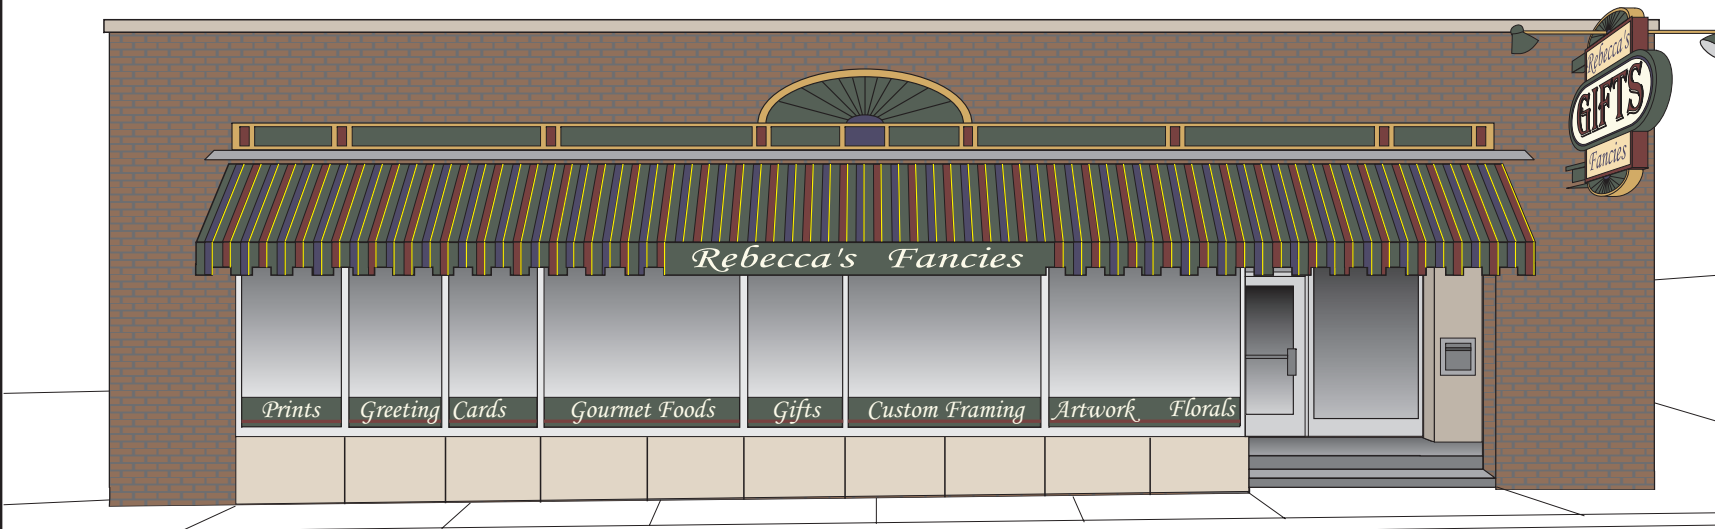 Rebecca's
GIFTS
Fancies
Rebecca's Fancies
Prints Greeting Cards Gourmet Foods Gifts Custom Framing Artwork Florals